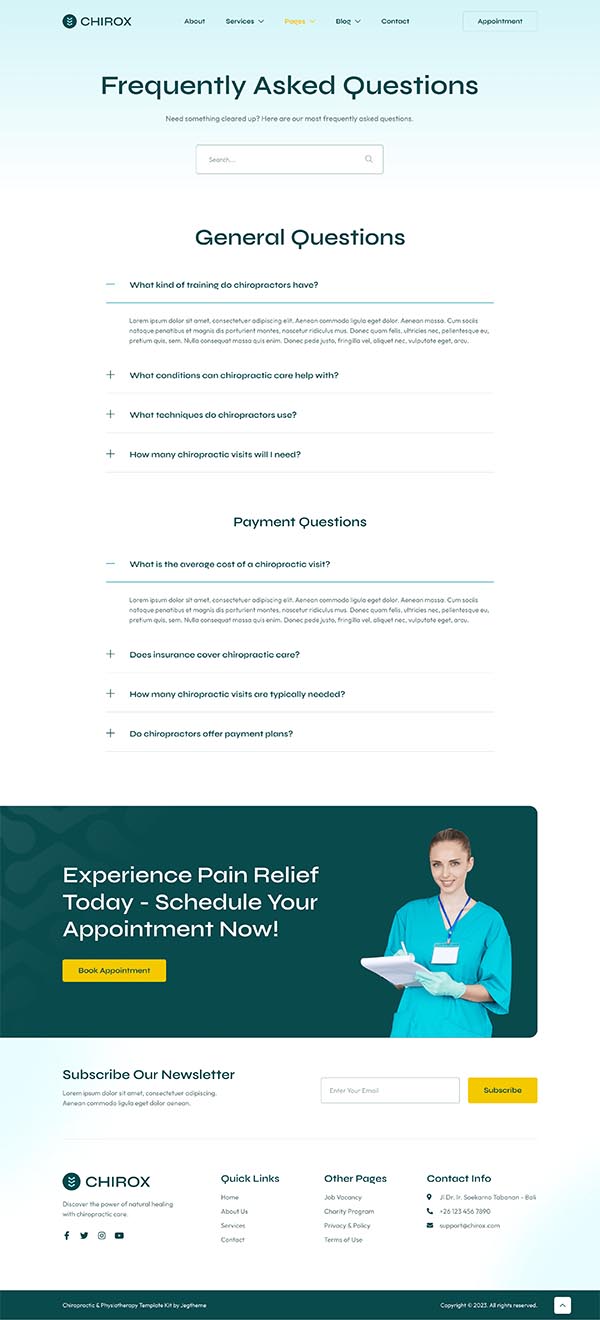 CHIROX
About Services Pages Blog Contact Appointment
Frequently Asked Questions
Need something cleared up? Here are our most frequently asked questions.
Search...
General Questions
What kind of training do chiropractors have?
Lorem ipsum dolor sit amet, consectetuer adipiscing elit. Aenean commodo ligula eget dolor. Aenean massa. Cum sociis
natoque penatibus et magnis dis parturient montes, nascetur ridiculus mus. Donec quam felis, ultricies nec, pellentesque eu,
pretium quis, sem. Nulla consequat massa quis enim. Donec pede justo, fringilla vel, aliquet nec, vulputate eget, arcu.
What conditions can chiropractic care help with?
What techniques do chiropractors use?
How many chiropractic visits will I need?
Payment Questions
What is the average cost of a chiropractic visit?
Lorem ipsum dolor sit amet, consectetuer adipiscing elit. Aenean commodo ligula eget dolor. Aenean massa. Cum sociis
natoque penatibus et magnis dis parturient montes, nascetur ridiculus mus. Donec quam felis, ultricies nec, pellentesque eu,
pretium quis, sem. Nulla consequat massa quis enim. Donec pede justo, fringilla vel, aliquet nec, vulputate eget, arcu.
Does insurance cover chiropractic care?
How many chiropractic visits are typically needed?
Do chiropractors offer payment plans?
Experience Pain Relief
Today - Schedule Your
Appointment Now!
Book Appointment
Subscribe Our Newsletter
Lorem ipsum dolor sit amet, consectetuer adipiscing.
Aenean commodo ligula eget dolor aenean.
Enter Your Email
Subscribe
CHIROX
Discover the power of natural healing
with chiropractic care.
Quick Links
Home
About Us
Services
Contact
Other Pages
Job Vacancy
Charity Program
Privacy & Policy
Terms of Use
Contact Info
Jl Dr. Ir. Soekarno Tabanan - Bali
+26 123 456 7890
support@chirox.com
Chiropractic & Physiotherapy Template Kit by Jegtheme
Copyright © 2023. All rights reserved.